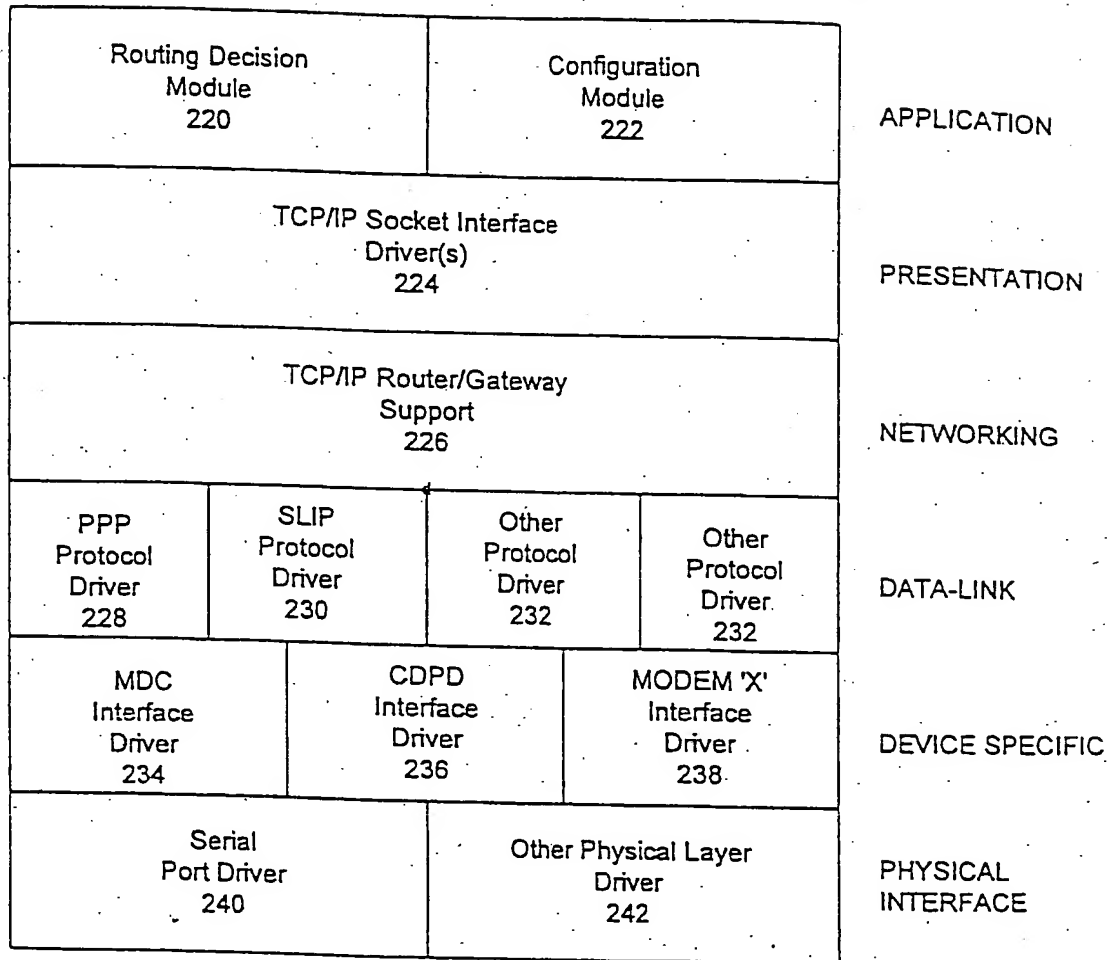 Routing Decision
Module
220
Configuration
Module
222
APPLICATION
TCP/IP Socket Interface
Driver(s)
224
PRESENTATION
TCP/IP Router/Gateway
Support
226
NETWORKING
PPP
Protocol
Driver
228
SLIP
Protocol
Driver
230
Other
Protocol
Driver
232
Other
Protocol
Driver
232
DATA-LINK
MDC
Interface
Driver
234
CDPD
Interface
Driver
236
MODEM 'X'
Interface
Driver
238
DEVICE SPECIFIC
Serial
Port Driver
240
Other Physical Layer
Driver
242
PHYSICAL
INTERFACE